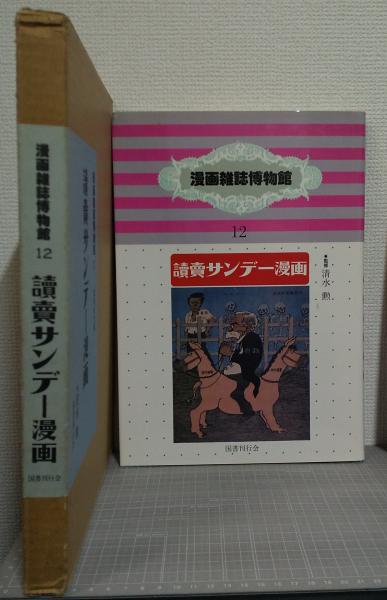 漫画雑誌博物館
12
讀賣サンデー漫画
国書刊行会
漫画雑誌博物館
12
讀賣サンデー漫画
●監修
清水 勲
国書刊行会